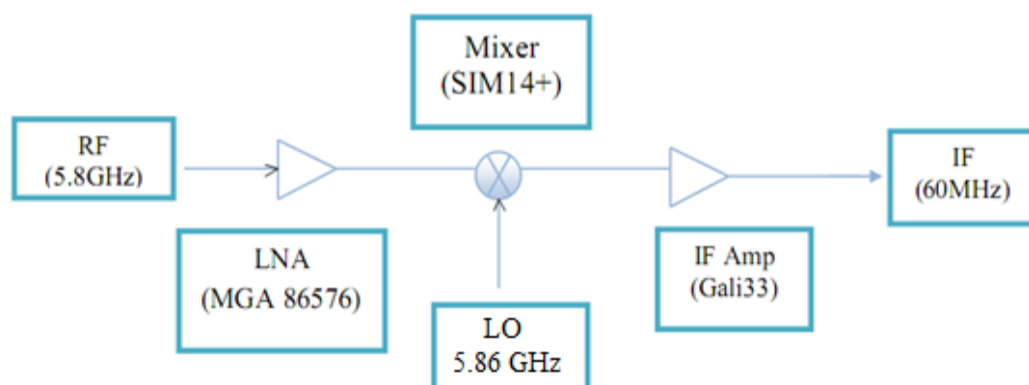 Mixer
(SIM14+)
RF
(5.8GHz)
IF
(60MHz)
LNA
(MGA 86576)
IF Amp
(Gali33)
LO
5.86 GHz